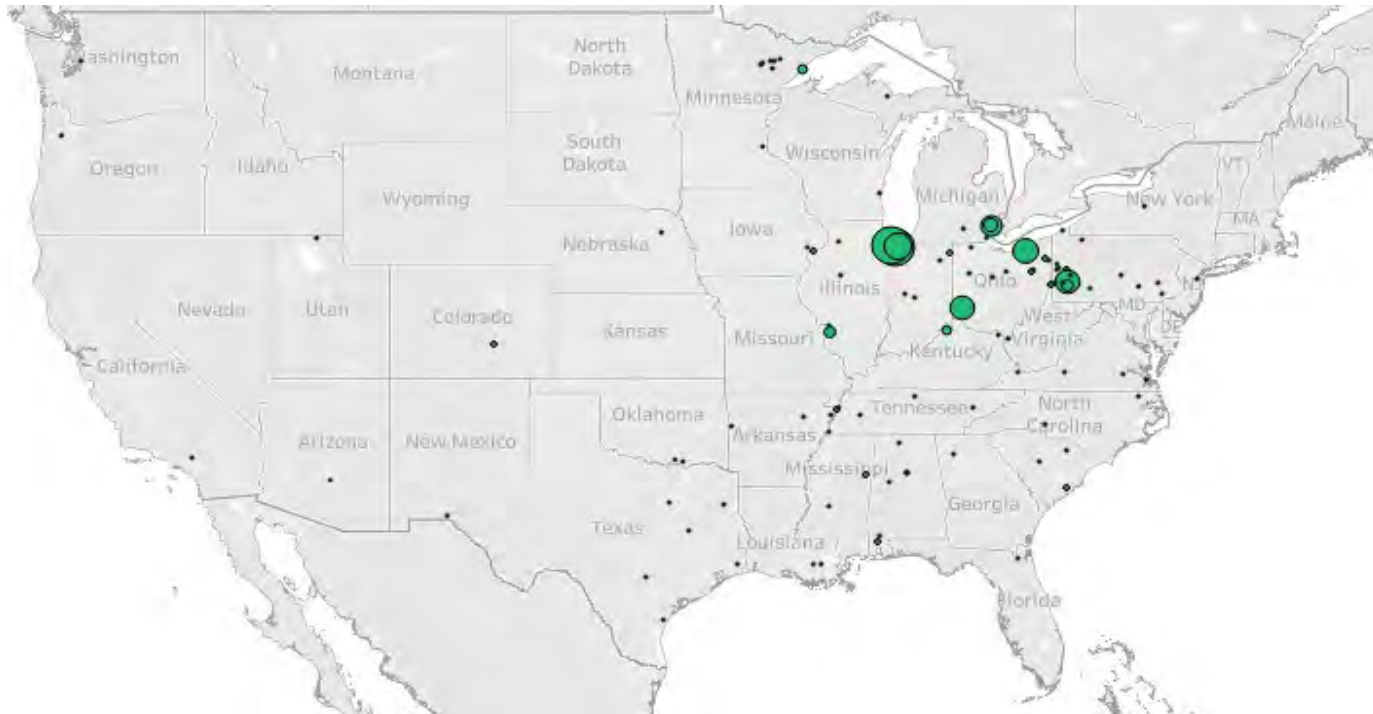 Washington
Montana
North
Dakota
Minnesota
Maine
Oregon
Idaho
South
Dakota
Wisconsin
Michigan
VT
New York
MA
Wyoming
Iowa
Nebraska
Nevada
Utah
Colorado
Kansas
Illinois
Ohio
NJ
MD
DE
West
Virginia
Missouri
Kentucky
California
Arizona
New Mexico
Oklahoma
Arkansas
Tennessee
North
Carolina
Mississippi
Georgia
Texas
Louisiana
Florida